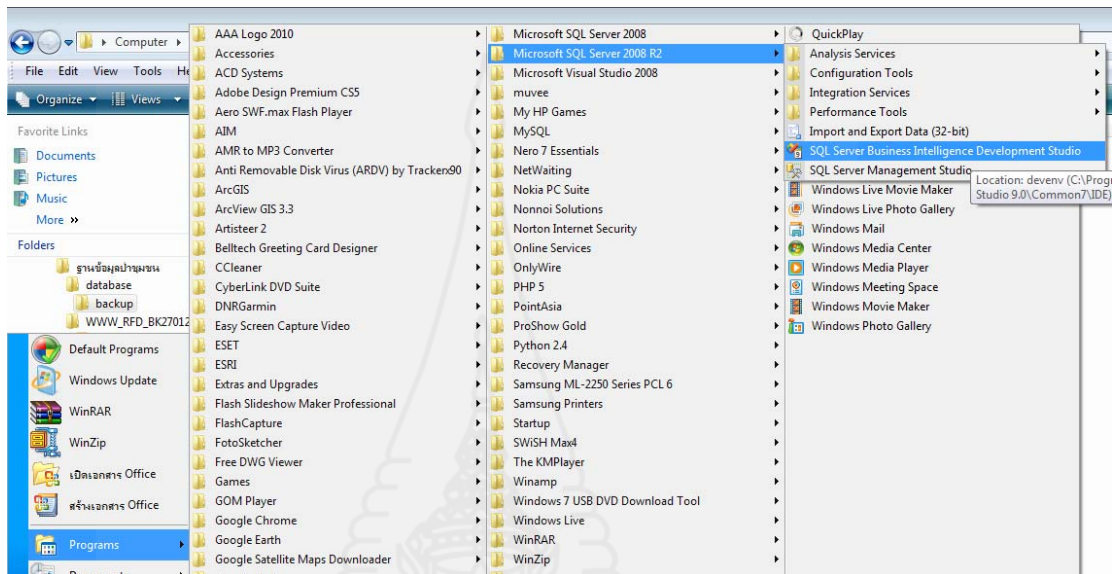 Computer
File Edit View Tools He
Organize Views
Favorite Links
Documents
Pictures
Music
More »
Folders
ฐานข้อมูลป่าชุมชน
database
backup
WWW_RFD_BK27012
Default Programs
Windows Update
WinRAR
WinZip
เปิดเอกสาร Office
สร้างเอกสาร Office
Programs
AAA Logo 2010
Accessories
ACD Systems
Adobe Design Premium CS5
Aero SWF.max Flash Player
AIM
AMR to MP3 Converter
Anti Removable Disk Virus (ARDV) by Trackerx90
ArcGIS
ArcView GIS 3.3
Artisteer 2
Belltech Greeting Card Designer
CCleaner
CyberLink DVD Suite
DNRGarmin
Easy Screen Capture Video
ESET
ESRI
Extras and Upgrades
Flash Slideshow Maker Professional
FlashCapture
FotoSketcher
Free DWG Viewer
Games
GOM Player
Google Chrome
Google Earth
Google Satellite Maps Downloader
Microsoft SQL Server 2008
Microsoft SQL Server 2008 R2
Microsoft Visual Studio 2008
muvee
My HP Games
MySQL
Nero 7 Essentials
NetWaiting
Nokia PC Suite
Nonnoi Solutions
Norton Internet Security
Online Services
OnlyWire
PHP 5
PointAsia
ProShow Gold
Python 2.4
Recovery Manager
Samsung ML-2250 Series PCL 6
Samsung Printers
Startup
SWiSH Max4
The KMPlayer
Winamp
Windows 7 USB DVD Download Tool
Windows Live
WinRAR
WinZip
QuickPlay
Analysis Services
Configuration Tools
Integration Services
Performance Tools
Import and Export Data (32-bit)
SQL Server Business Intelligence Development Studio
SQL Server Management Studio
Location: devenv (C:\Progr
Studio 9.0\Common7\IDE)
Windows Live Movie Maker
Windows Live Photo Gallery
Windows Mail
Windows Media Center
Windows Media Player
Windows Meeting Space
Windows Movie Maker
Windows Photo Gallery